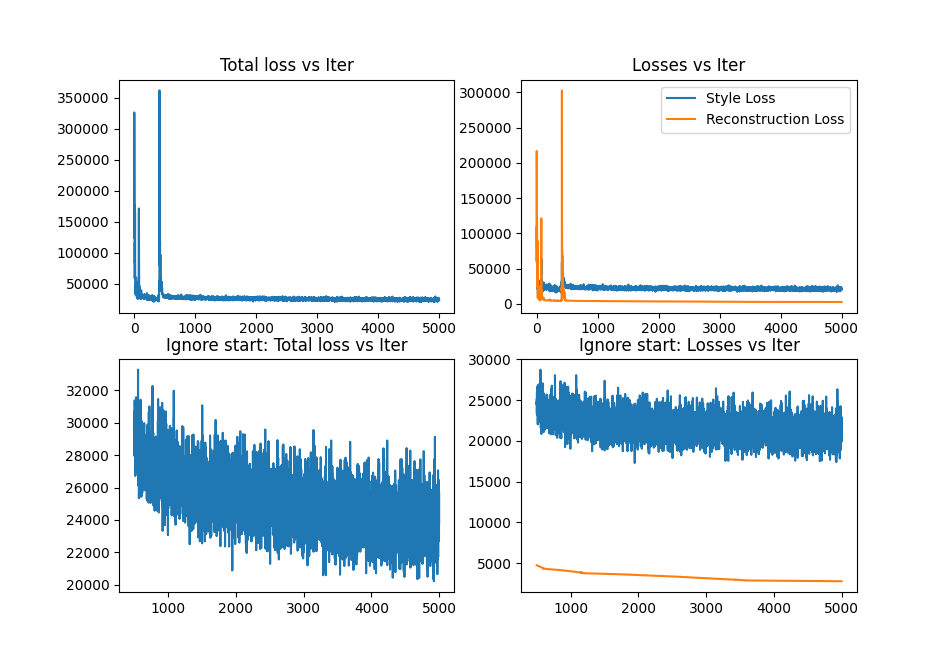 Total loss vs Iter
350000
300000
250000
200000
150000
100000
50000
0 1000 2000 3000 4000 5000
Losses vs Iter
Style Loss
Reconstruction Loss
300000
250000
200000
150000
100000
50000
0
0 1000 2000 3000 4000 5000
Ignore start: Total loss vs Iter
32000
30000
28000
26000
24000
22000
20000
1000 2000 3000 4000 5000
Ignore start: Losses vs Iter
30000
25000
20000
15000
10000
5000
1000 2000 3000 4000 5000